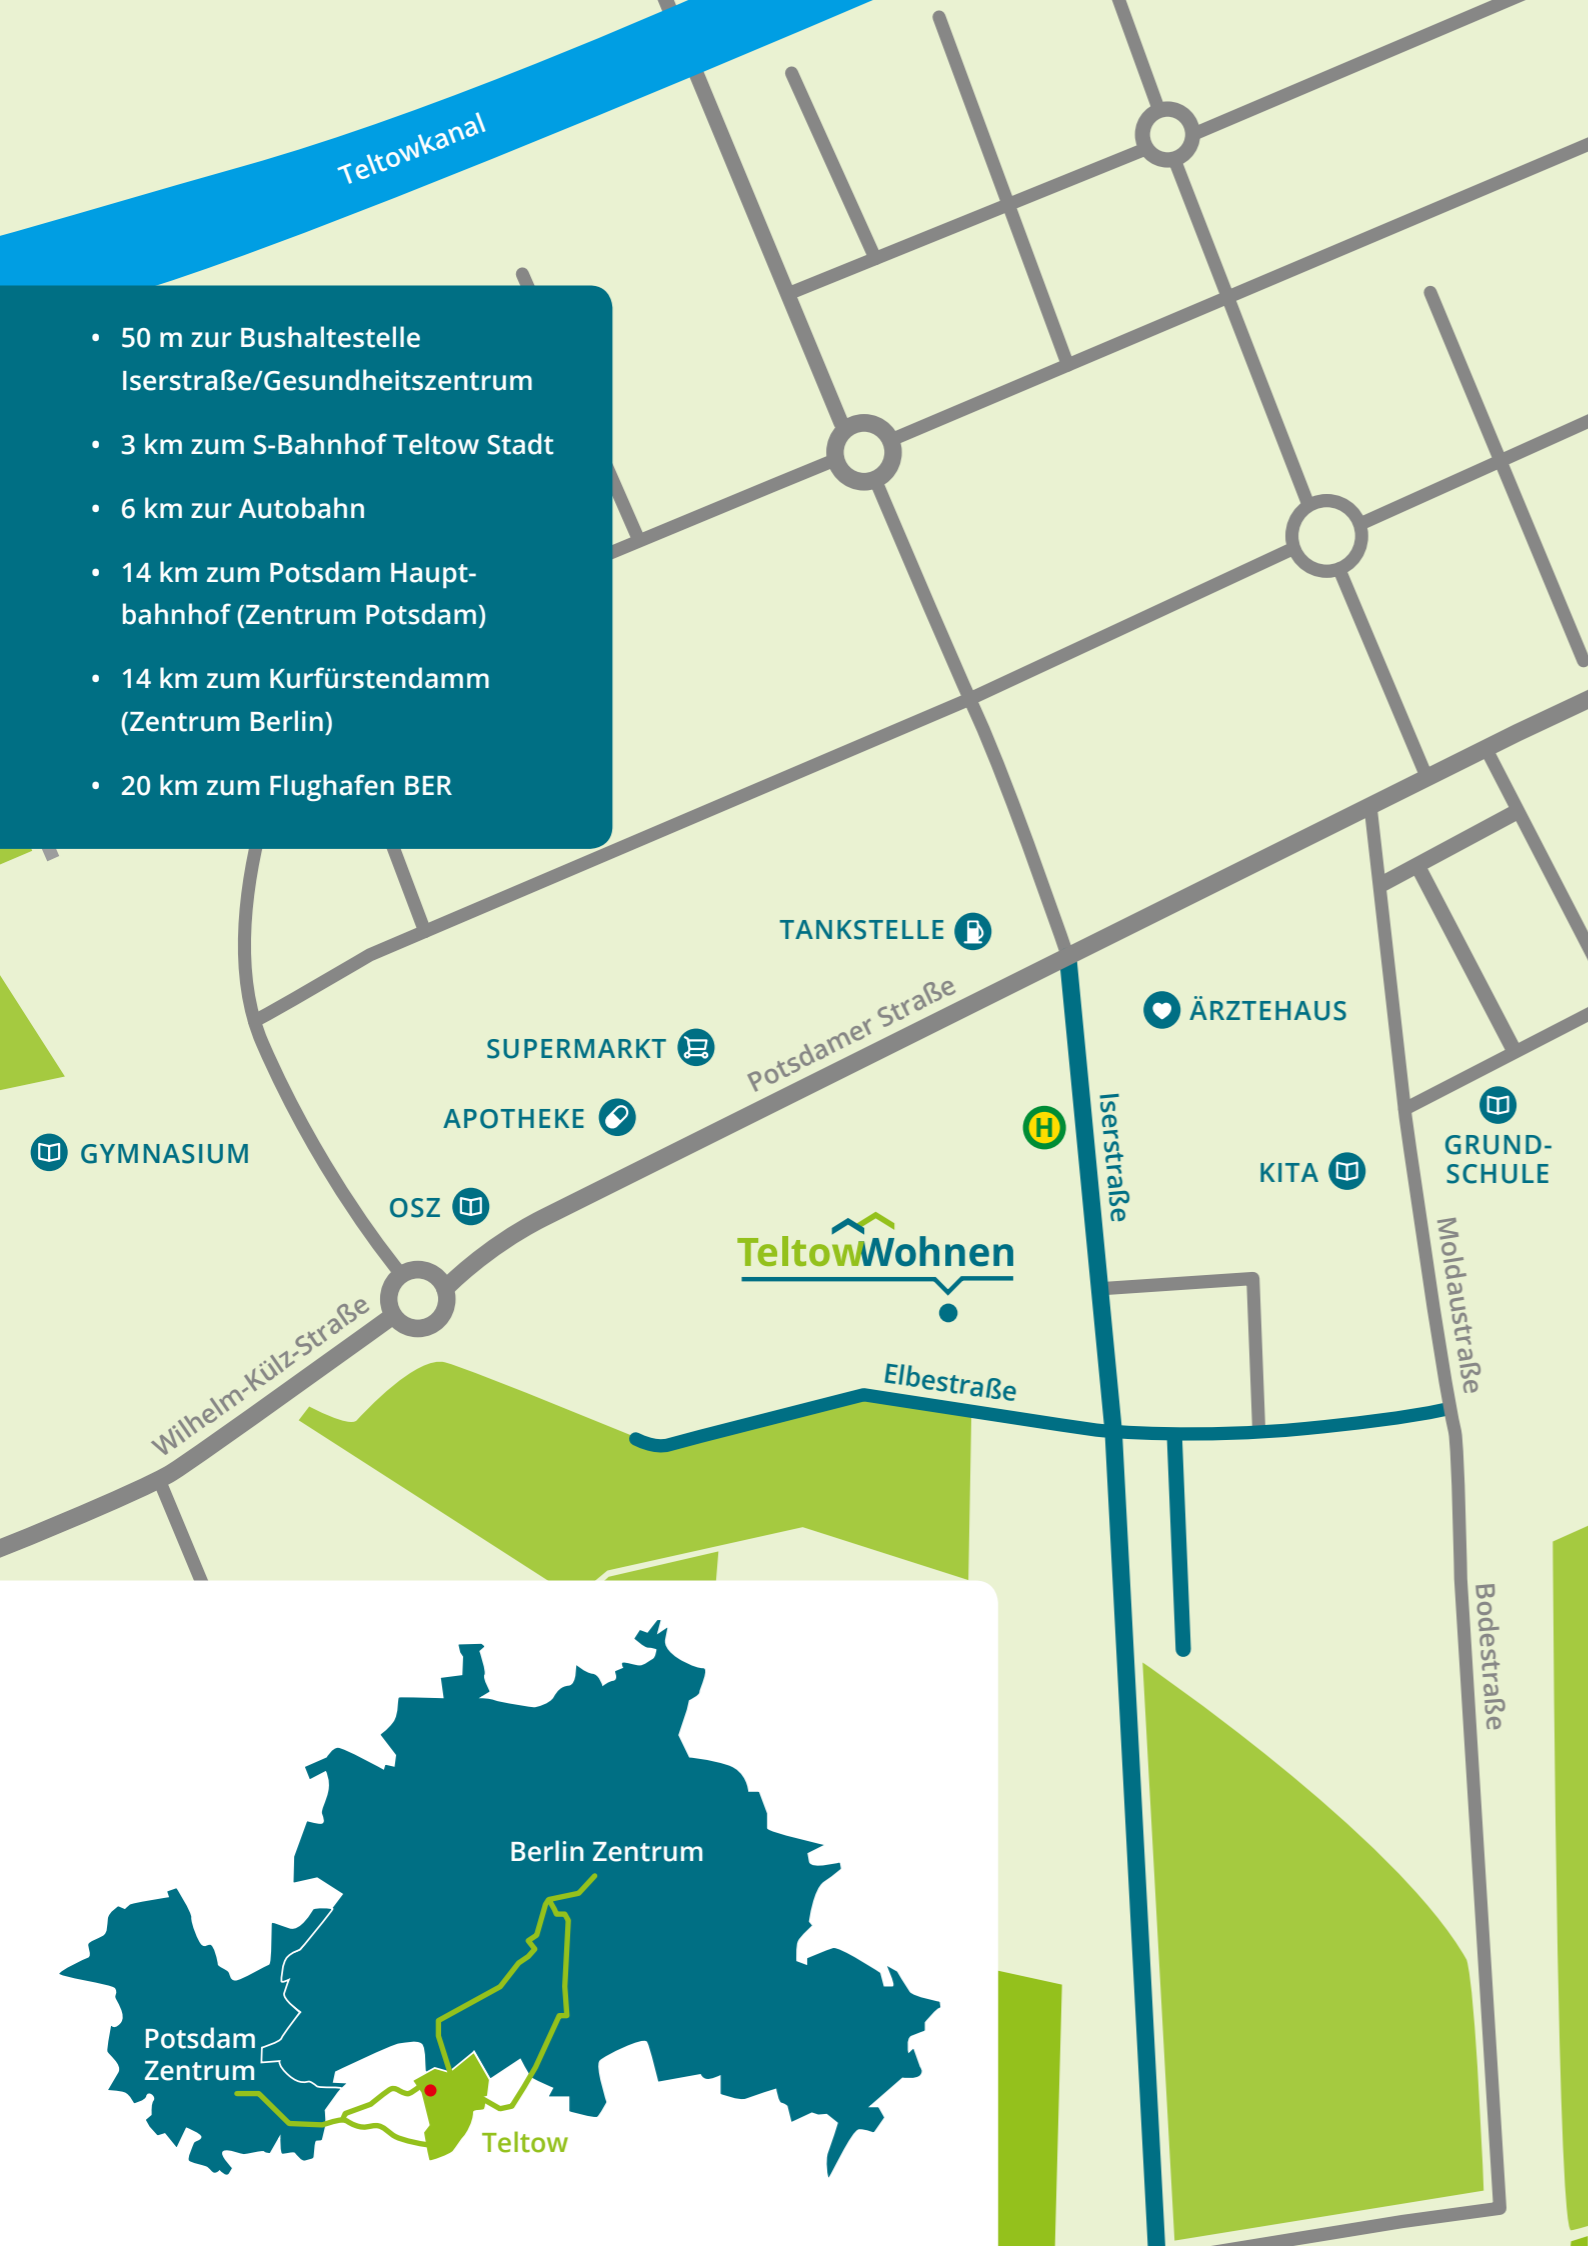 Teltowkanal
• 50 m zur Bushaltestelle
Iserstraße/Gesundheitszentrum
• 3 km zum S-Bahnhof Teltow Stadt
• 6 km zur Autobahn
• 14 km zum Potsdam Haupt-
bahnhof (Zentrum Potsdam)
• 14 km zum Kurfürstendamm
(Zentrum Berlin)
• 20 km zum Flughafen BER
TANKSTELLE
Potsdamer Straße
ÄRZTEHAUS
SUPERMARKT
APOTHEKE
H
Iserstraße
GYMNASIUM
GRUND-
SCHULE
KITA
OSZ
TeltowWohnen
Moldaustraße
Wilhelm-Külz-Straße
Elbestraße
Bodestraße
Berlin Zentrum
Potsdam
Zentrum
Teltow